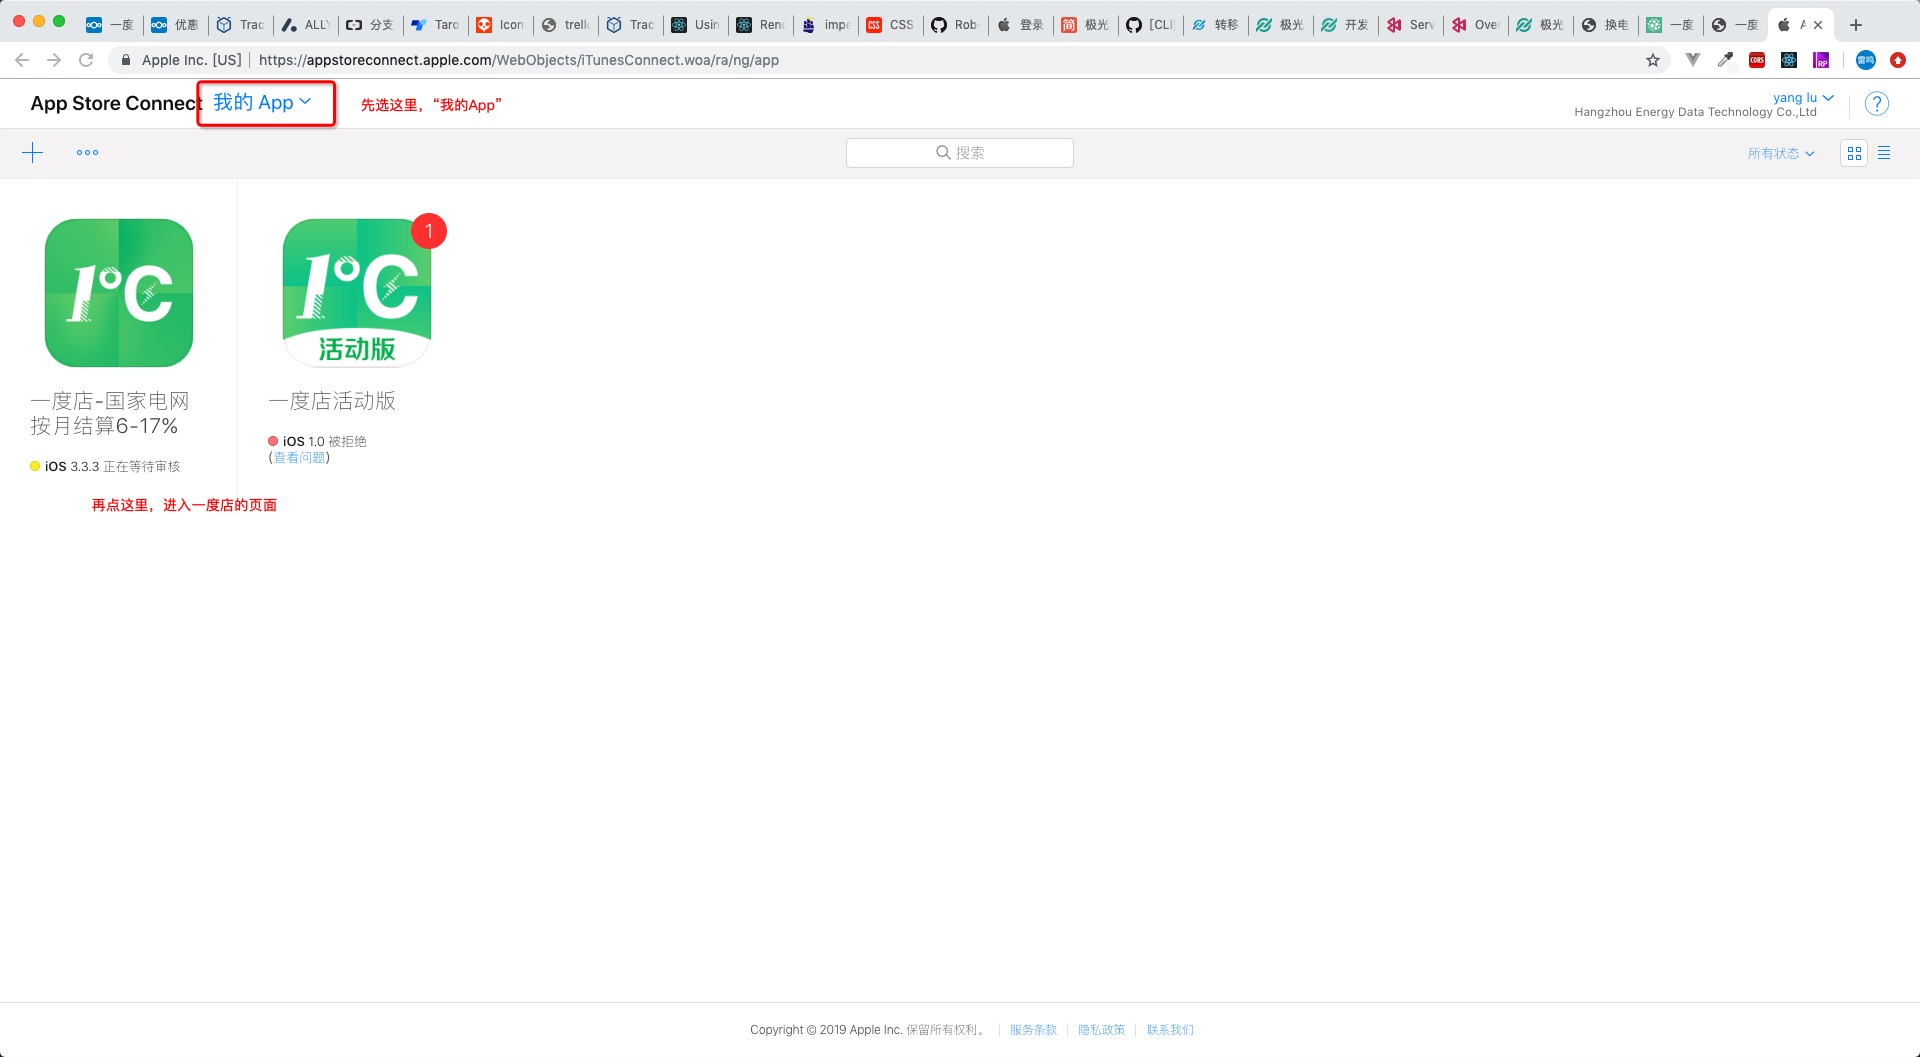 一度
优惠
Trac
ALLY
分支
Taro
Icon
trell
Trac
Usin
Rend
impe
CSS
Rob
登录
极光
[CLI]
转移
极光
开发
Serv
Over
极光
换电
一度
一度
Apple Inc. [US] https://appstoreconnect.apple.com/WebObjects/iTunesConnect.woa/ra/ng/app
App Store Connect 我的 App
先选这里，“我的App”
yang lu
Hangzhou Energy Data Technology Co.,Ltd
?
搜索
所有状态
1°C
1°C
活动版
1
一度店-国家电网
按月结算6-17%
iOS 3.3.3 正在等待审核
一度店活动版
iOS 1.0 被拒绝
(查看问题)
再点这里，进入一度店的页面
Copyright © 2019 Apple Inc. 保留所有权利。 服务条款 隐私政策 联系我们